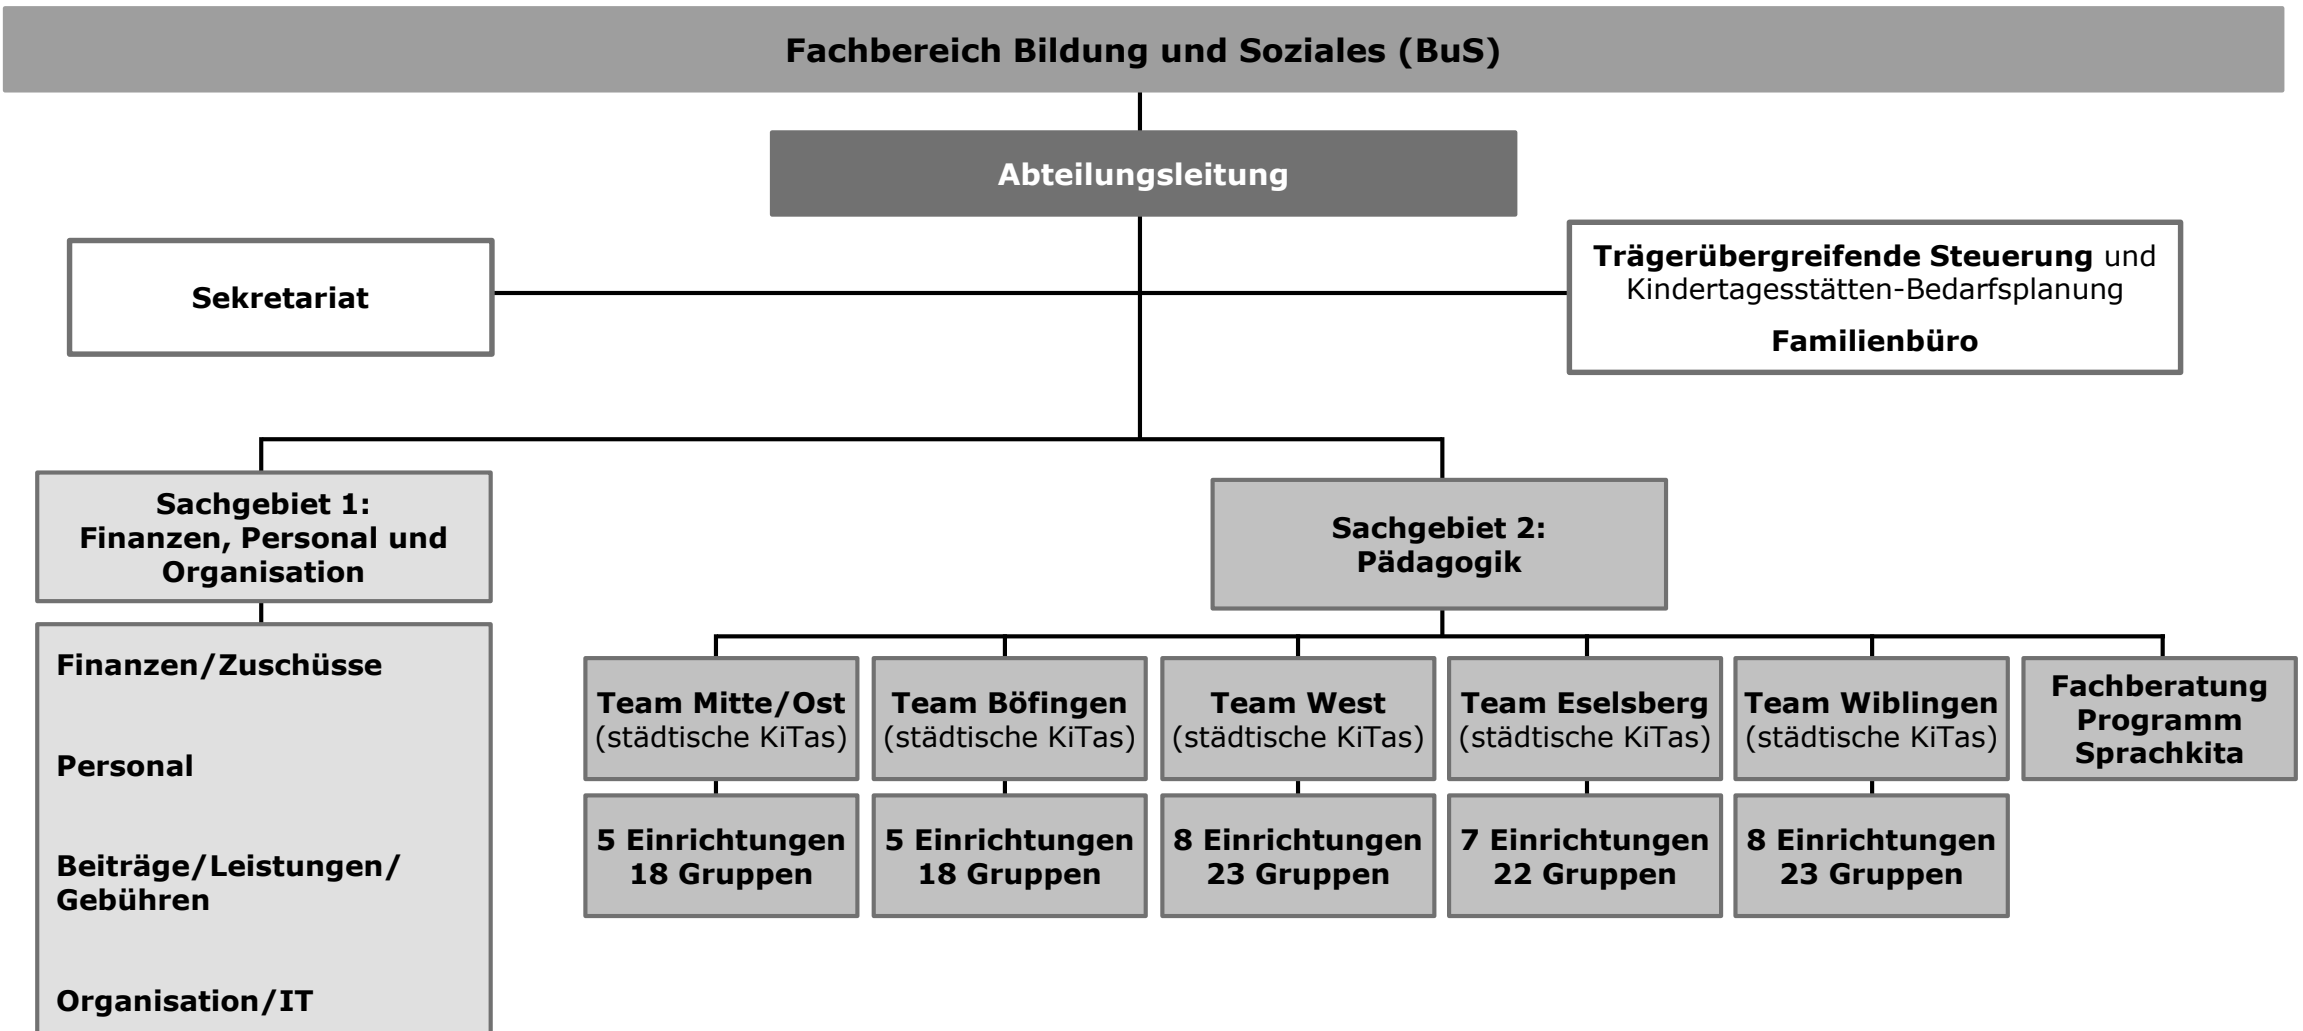 Fachbereich Bildung und Soziales (BuS)
Abteilungsleitung
Sekretariat
Trägerübergreifende Steuerung und
Kindertagesstätten-Bedarfsplanung
Familienbüro
Sachgebiet 1:
Finanzen, Personal und
Organisation
Finanzen/Zuschüsse
Personal
Beiträge/Leistungen/
Gebühren
Organisation/IT
Sachgebiet 2:
Pädagogik
Team Mitte/Ost
(städtische KiTas)
5 Einrichtungen
18 Gruppen
Team Böfingen
(städtische KiTas)
5 Einrichtungen
18 Gruppen
Team West
(städtische KiTas)
8 Einrichtungen
23 Gruppen
Team Eselsberg
(städtische KiTas)
7 Einrichtungen
22 Gruppen
Team Wiblingen
(städtische KiTas)
8 Einrichtungen
23 Gruppen
Fachberatung
Programm
Sprachkita